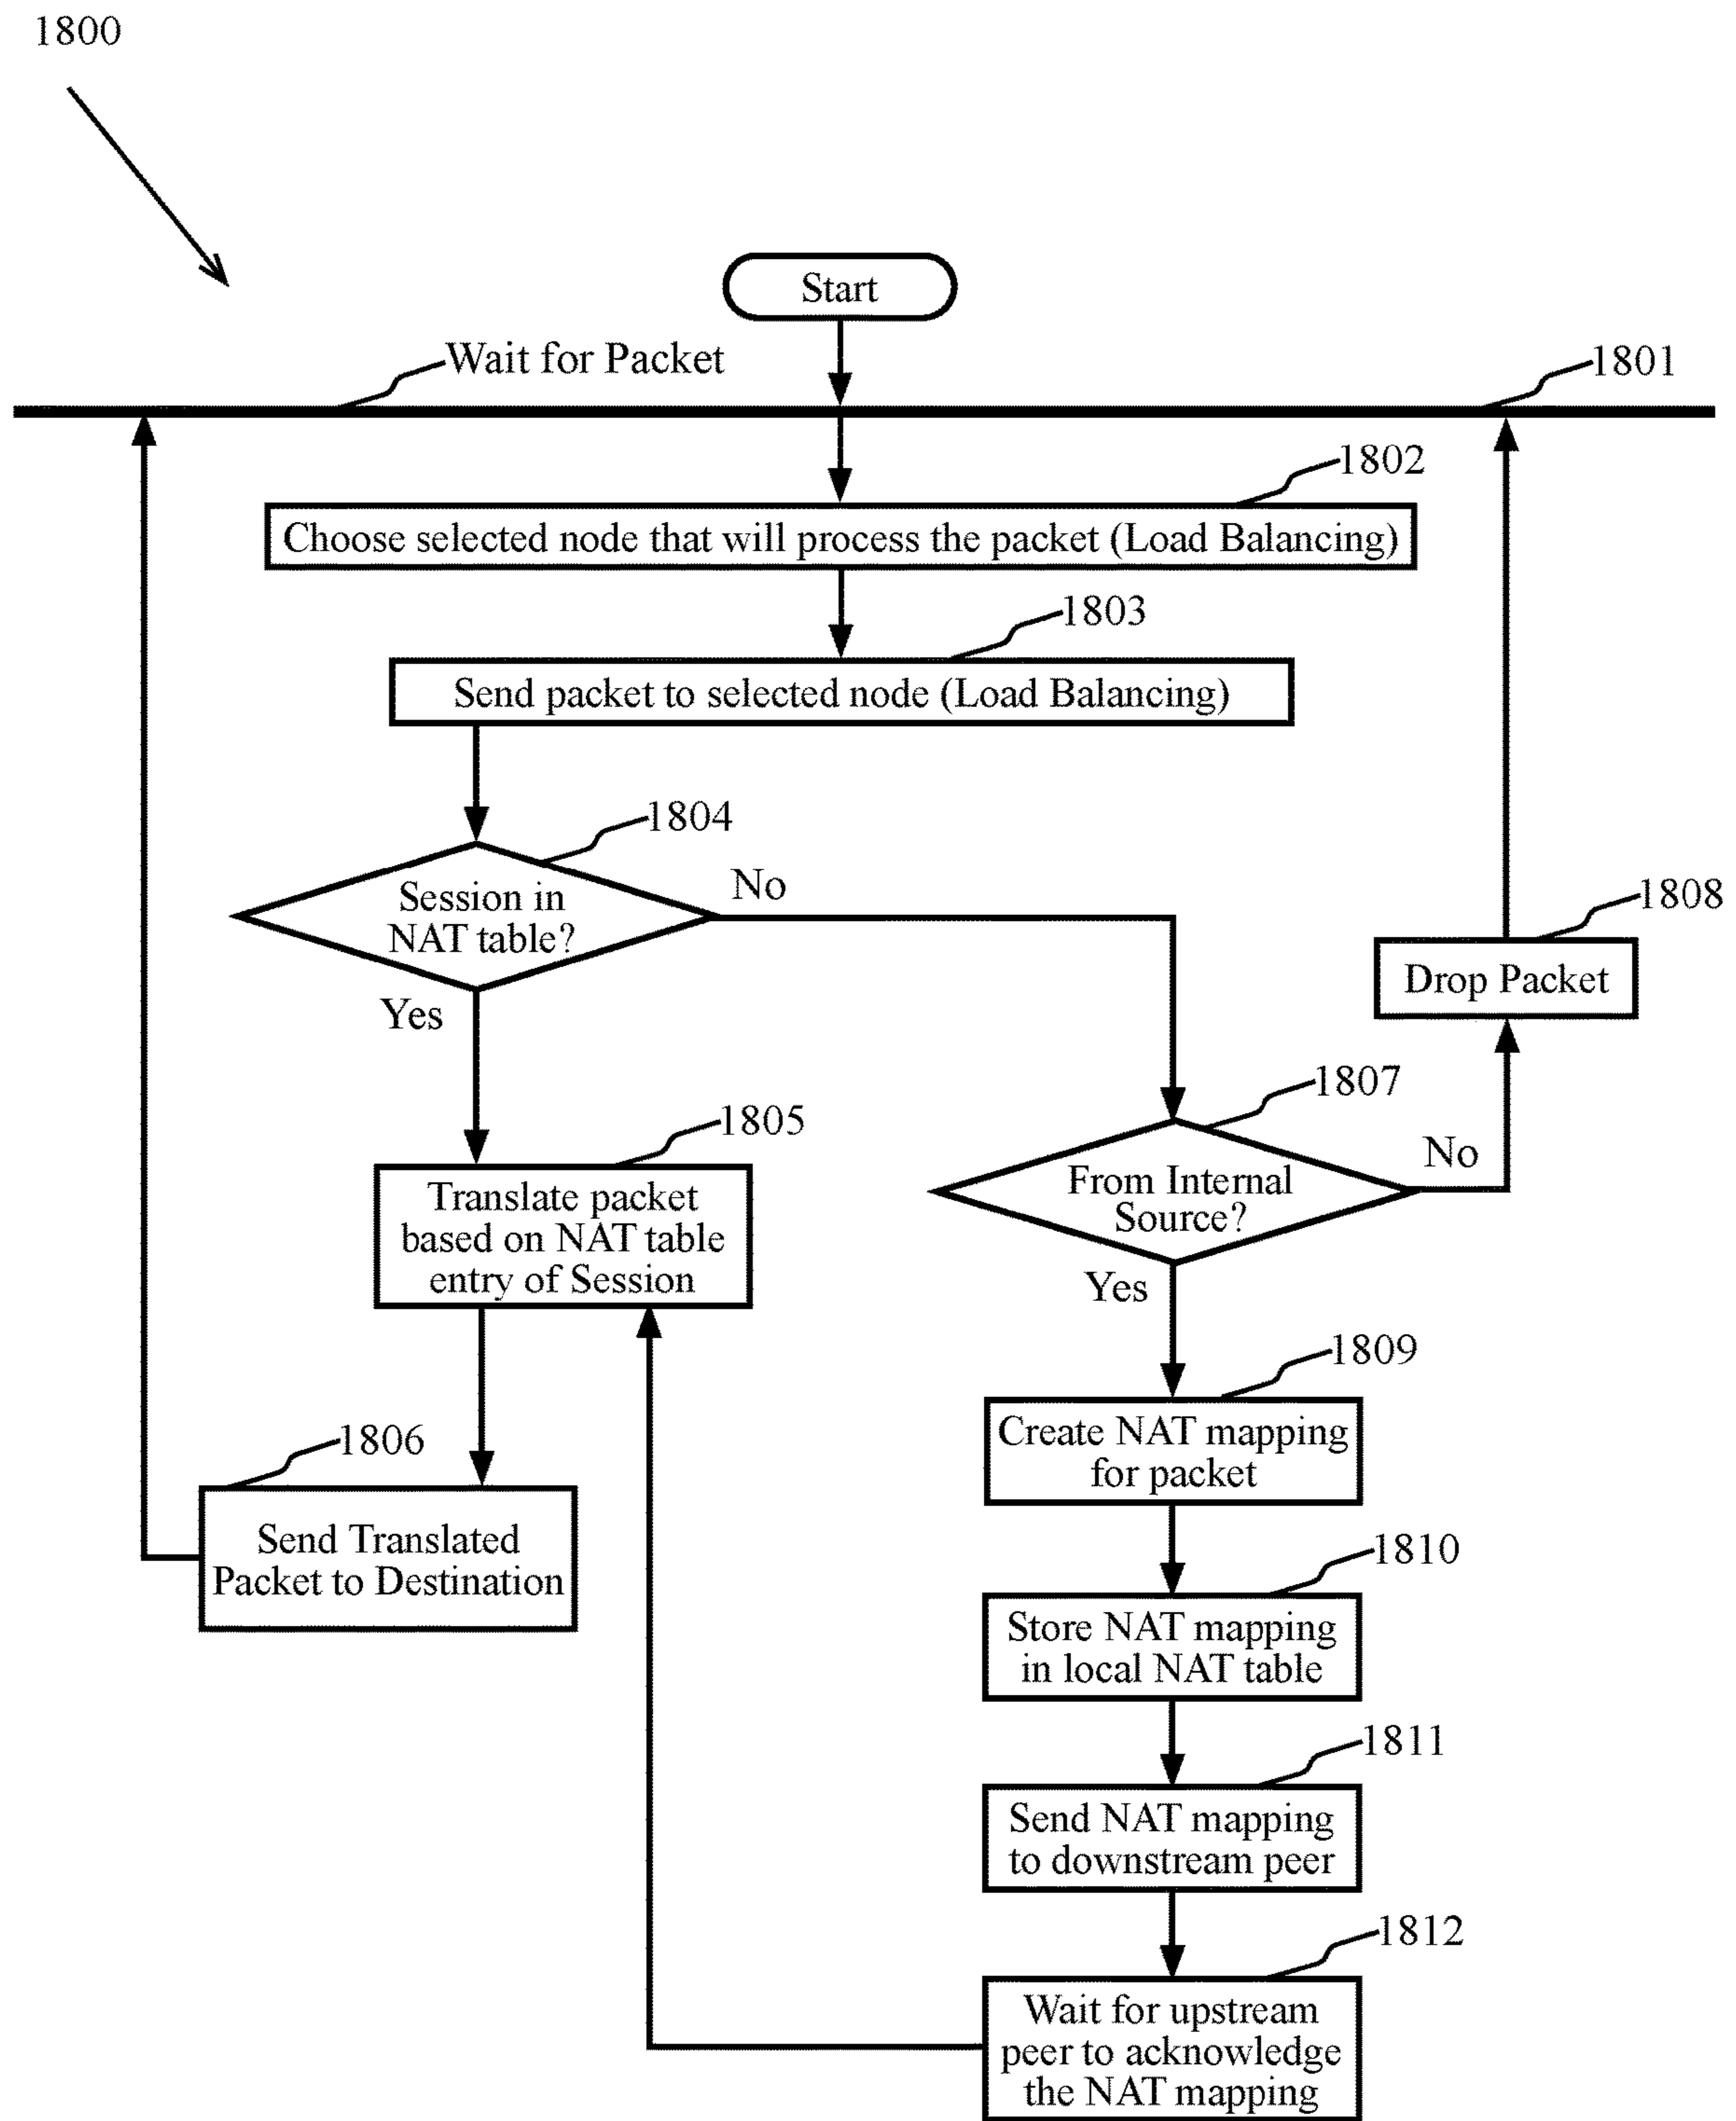 1800
Start
Wait for Packet
1801
1802
Choose selected node that will process the packet (Load Balancing)
1803
Send packet to selected node (Load Balancing)
1804
Session in
NAT table?
No
Yes
1808
Drop Packet
1807
From Internal
Source?
No
Yes
1805
Translate packet
based on NAT table
entry of Session
1806
Send Translated
Packet to Destination
1809
Create NAT mapping
for packet
1810
Store NAT mapping
in local NAT table
1811
Send NAT mapping
to downstream peer
1812
Wait for upstream
peer to acknowledge
the NAT mapping